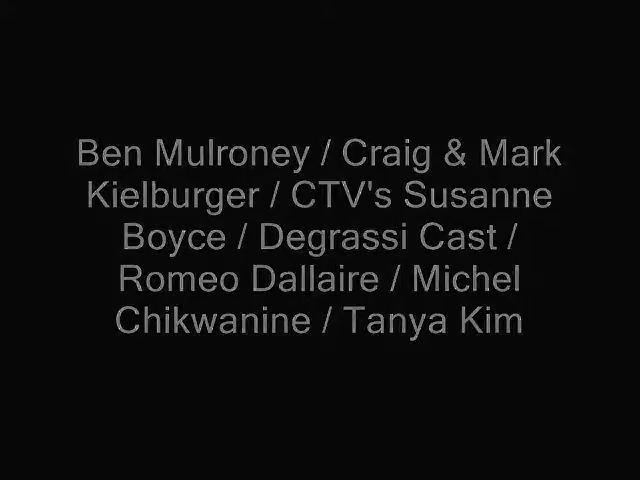 Ben Mulroney / Craig & Mark
Kielburger / CTV's Susanne
Boyce / Degrassi Cast /
Romeo Dallaire / Michel
Chikwanine / Tanya Kim